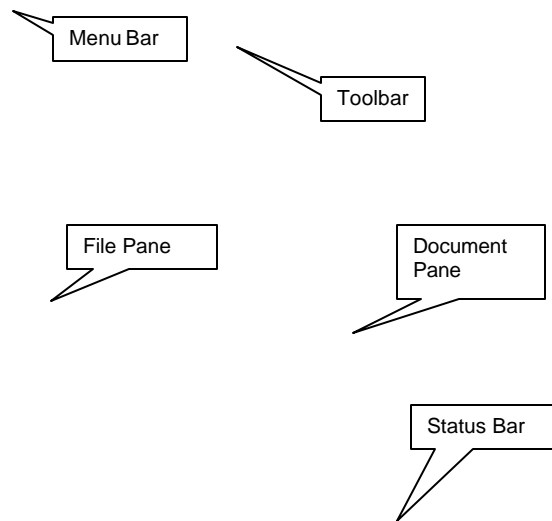 Menu Bar
Toolbar
File Pane
Document
Pane
Status Bar